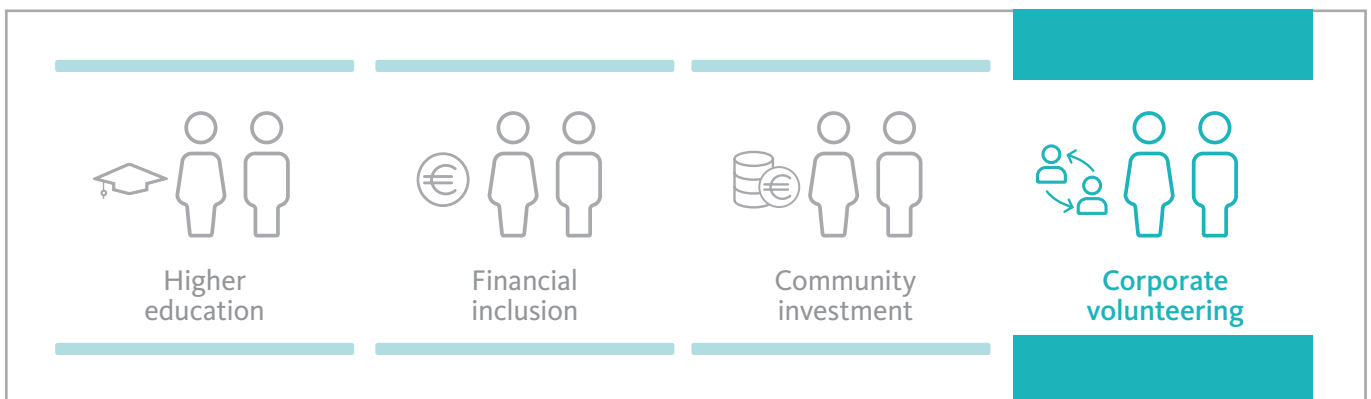 Higher
education
Financial
inclusion
Community
investment
Corporate
volunteering